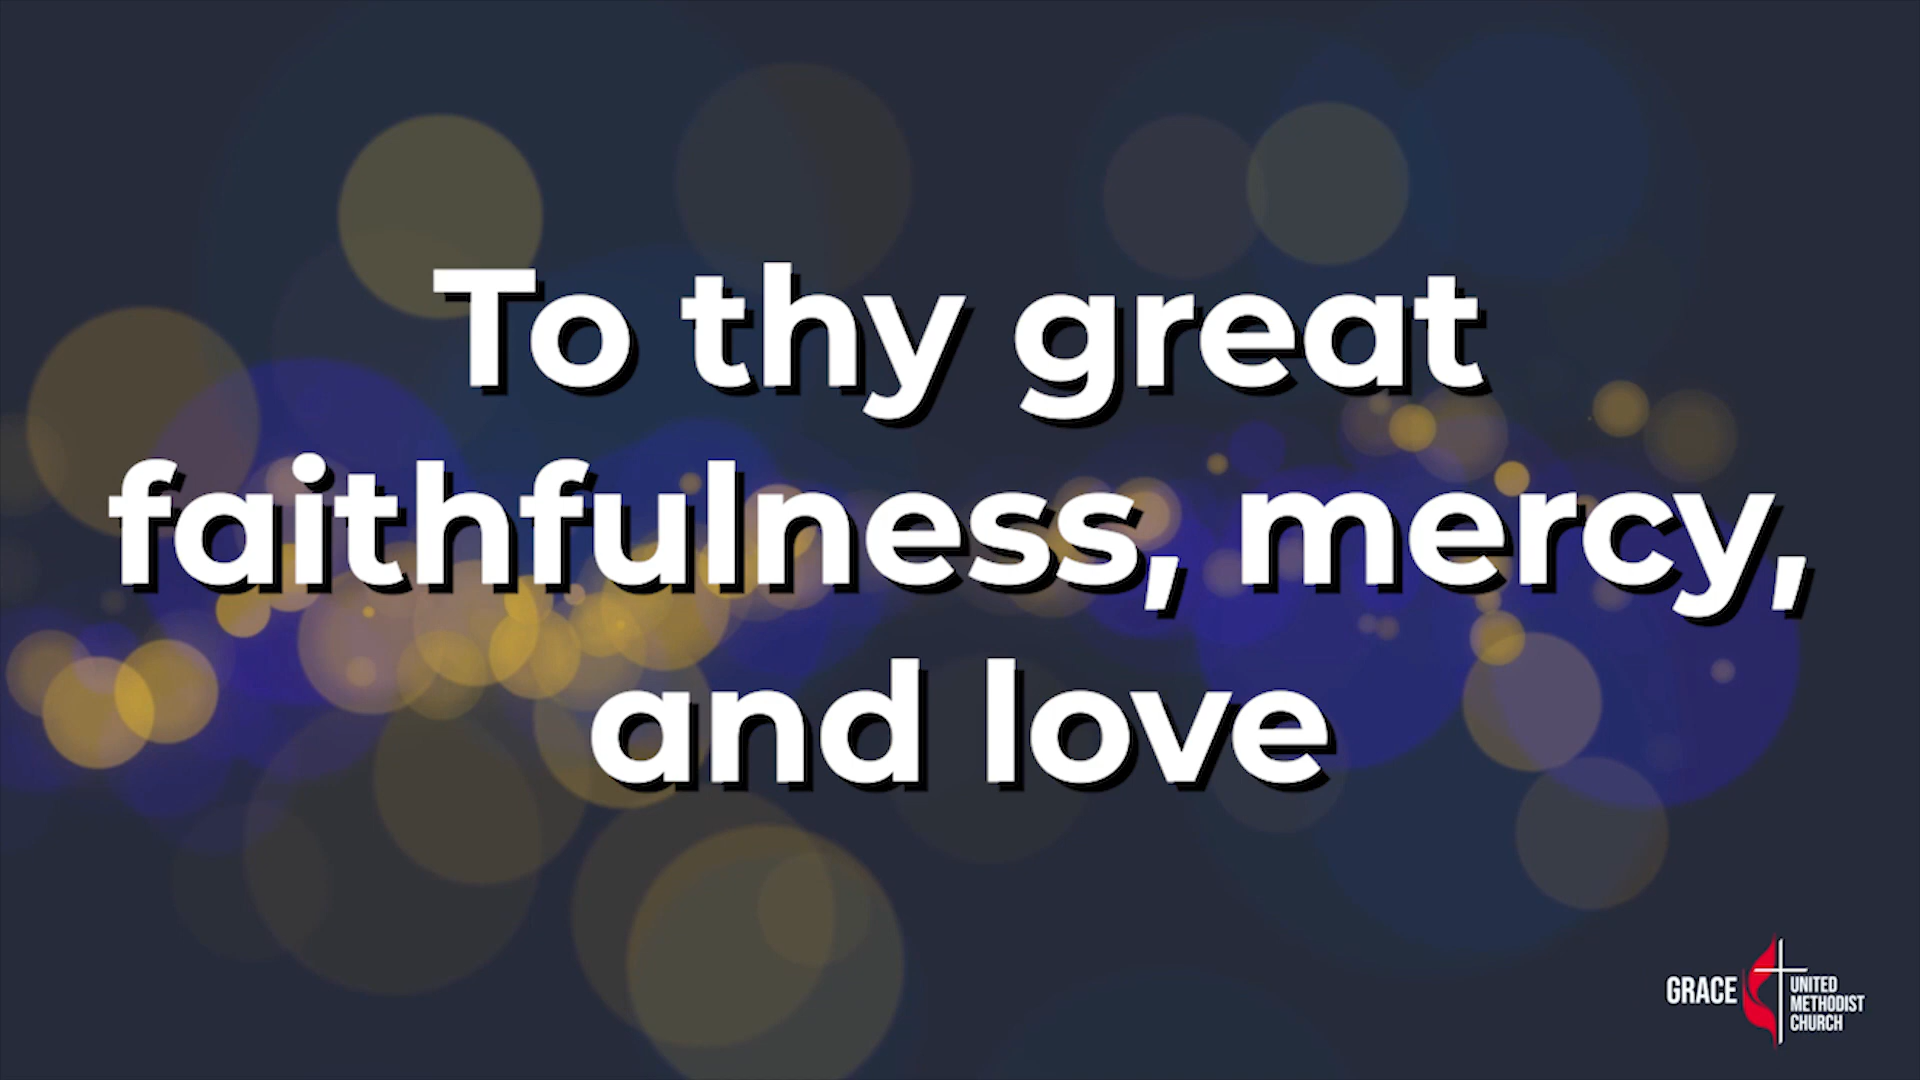 To thy great
faithfulness, mercy,
and love
GRACE
UNITED
METHODIST
CHURCH